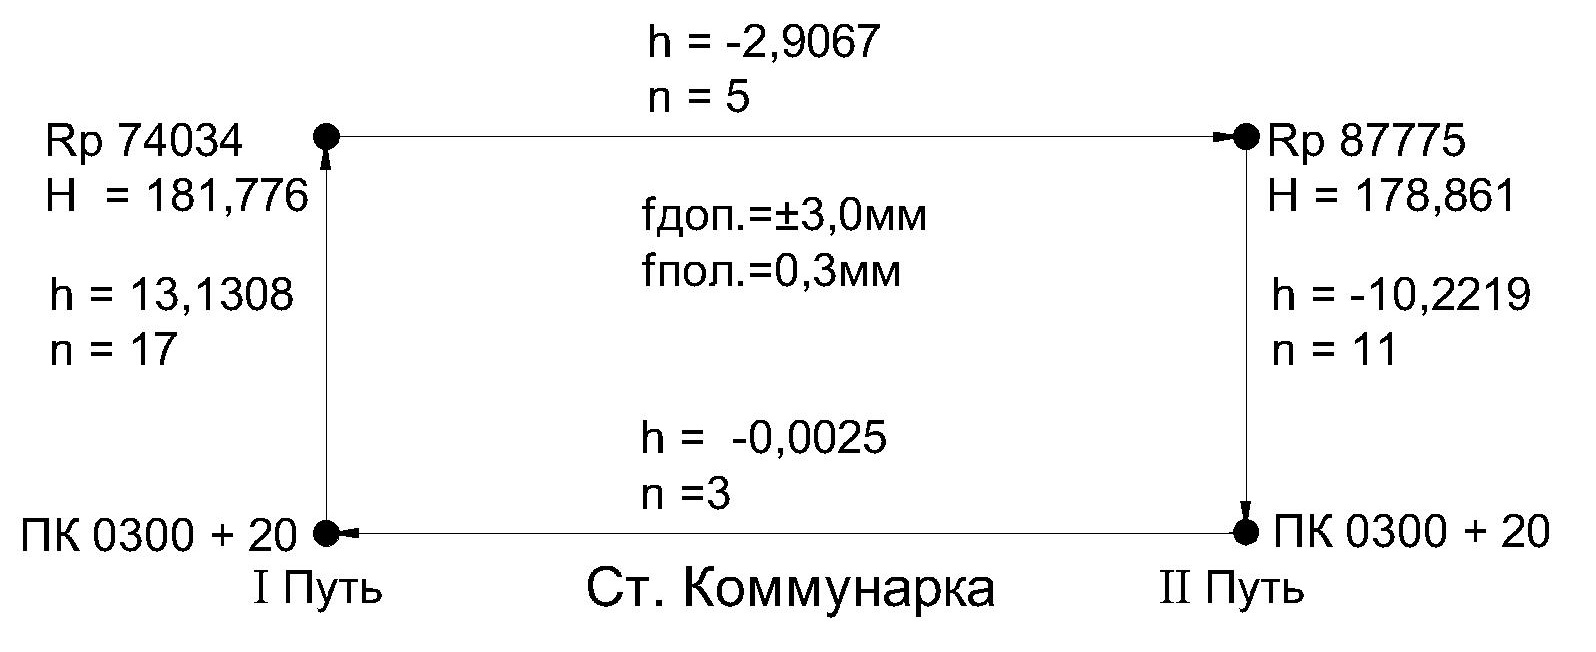 h = -2,9067
n = 5
Rp 74034
H = 181,776
Rp 87775
H = 178,861
fдоп.=±3,0мм
fпол.=0,3мм
h = 13,1308
n = 17
h = -10,2219
n = 11
h = -0,0025
n =3
ПК 0300 + 20
I Путь
Ст. Коммунарка
ПК 0300 + 20
II Путь